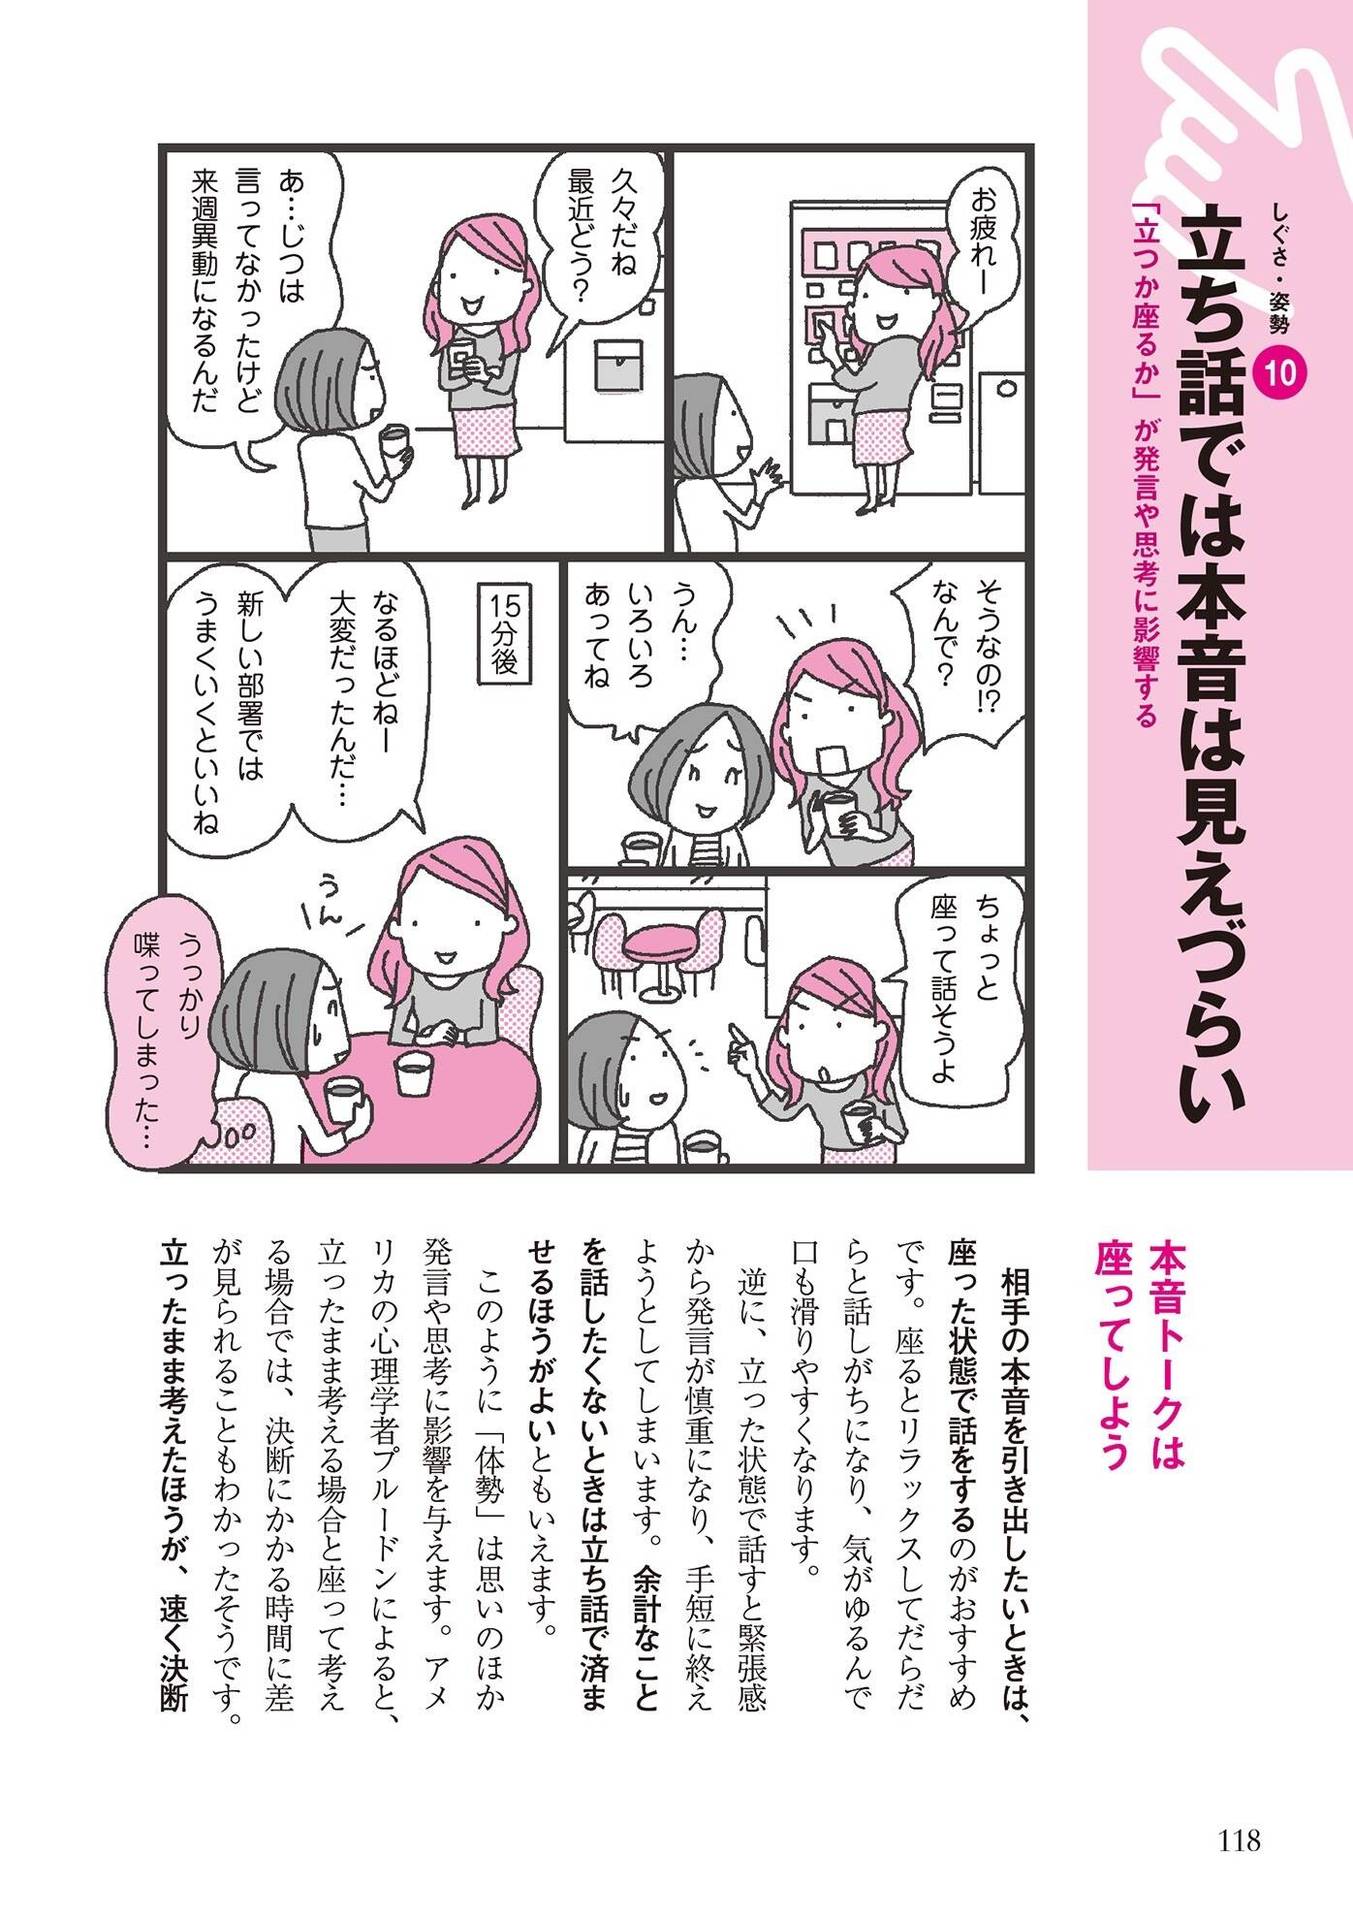 しぐさ・姿勢
10
立ち話では本音は見えづらい
「立つか座るか」が発言や思考に影響する
お疲れー
久々だね
最近どう？
あ…じつは
言ってなかったけど
来週異動になるんだ
そうなの!?
なんで？
うん…
いろいろ
あってね
ちょっと
座って話そうよ
15分後
なるほどねー
大変だったんだ…
新しい部署では
うまくいくといいね
うん
うっかり
喋ってしまった…
本音トークは
座ってしよう
相手の本音を引き出したいときは、
座った状態で話をするのがおすすめ
です。座るとリラックスしてだらだ
らと話しがちになり、気がゆるんで
口も滑りやすくなります。
逆に、立った状態で話すと緊張感
から発言が慎重になり、手短に終え
ようとしてしまいます。余計なこと
を話したくないときは立ち話で済ま
せるほうがよいともいえます。
このように「体勢」は思いのほか
発言や思考に影響を与えます。アメ
リカの心理学者ブルードンによると、
立ったまま考える場合と座って考え
る場合では、決断にかかる時間に差
が見られることもわかったそうです。
立ったまま考えたほうが、速く決断
118